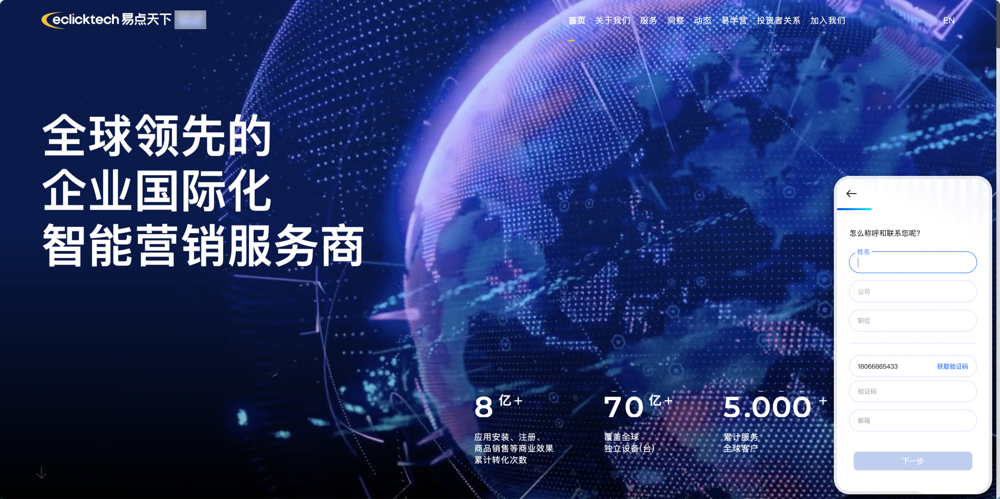 eclicktech 易点天下
首页 关于我们 服务 洞察 动态 易学营 投资者关系 加入我们 EN
全球领先的
企业国际化
智能营销服务商
8 亿+
应用安装、注册、
商品销售等商业效果
累计转化次数
70 亿+
覆盖全球
独立设备(台)
5.000 +
累计服务
全球客户
怎么称呼和联系您呢?
姓名
公司
职位
18066865433 获取验证码
验证码
邮箱
下一步